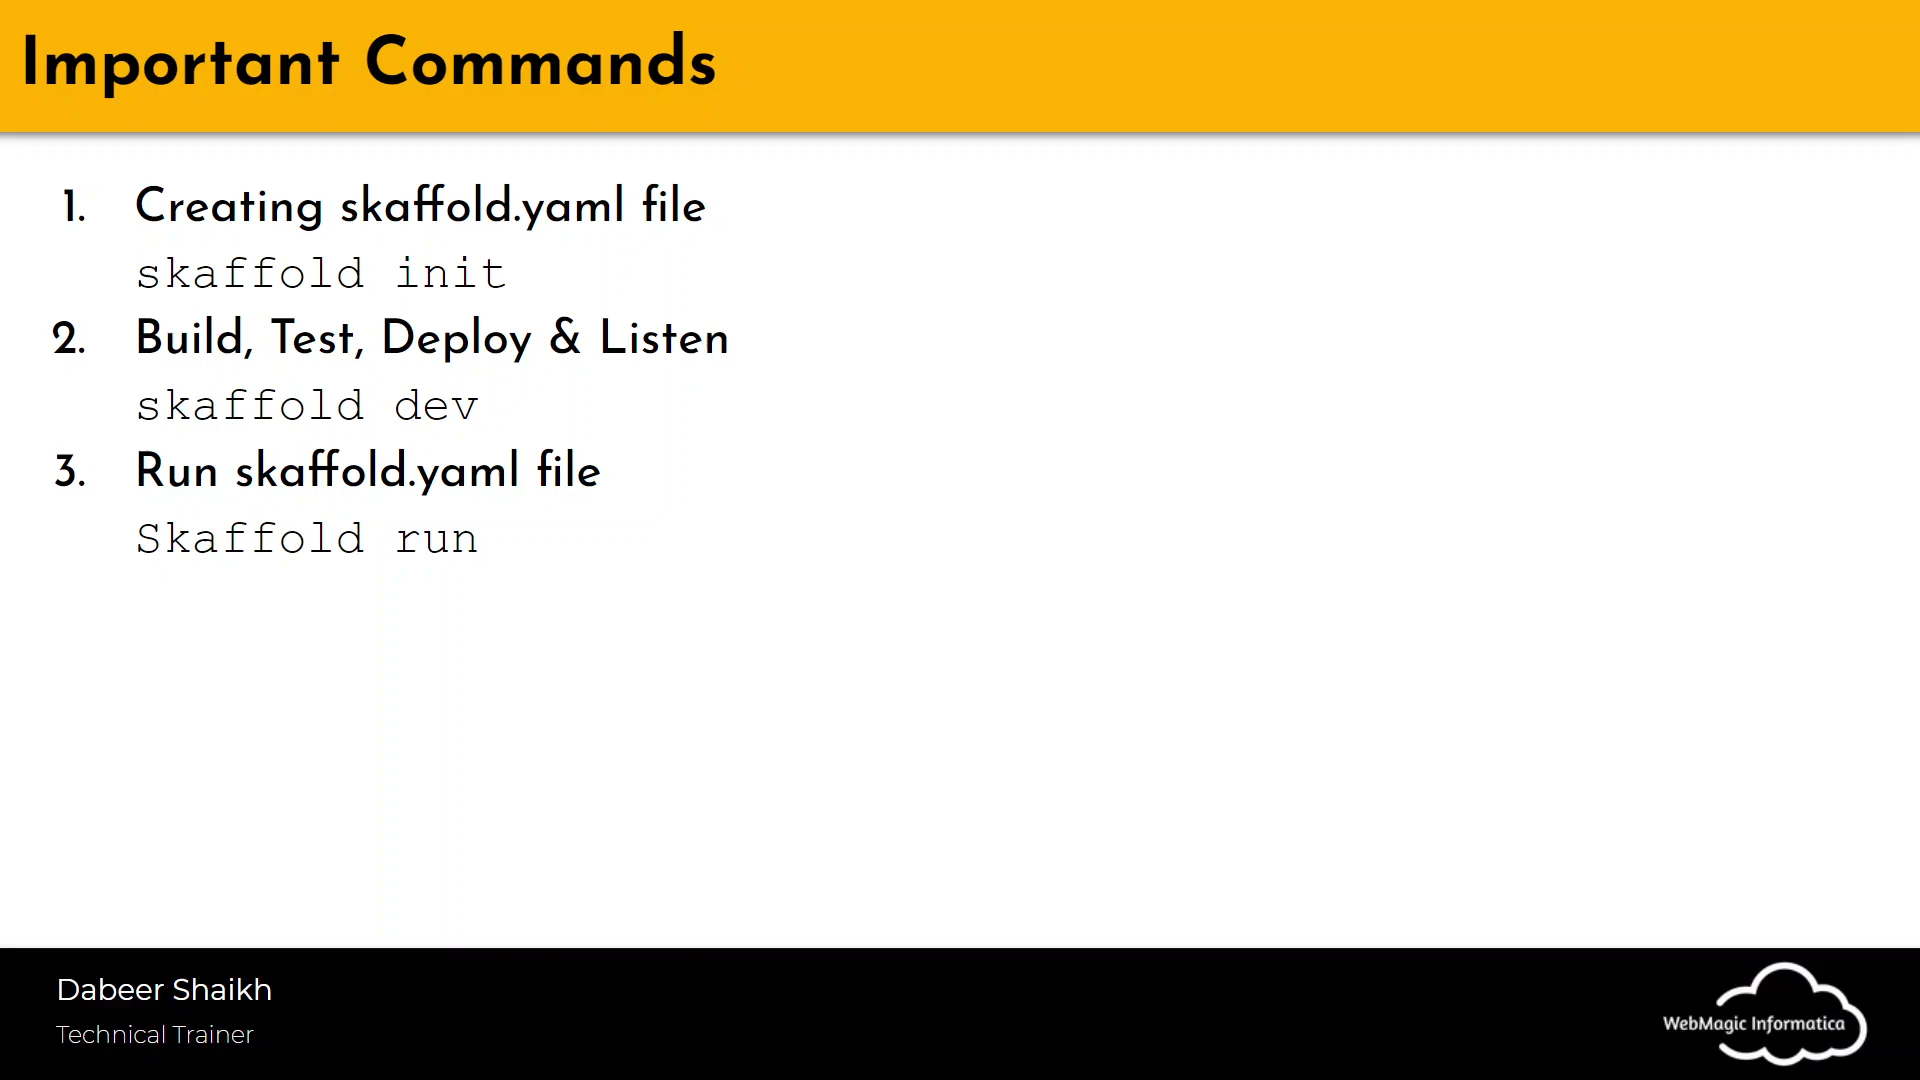 Important Commands
1. Creating skaffold.yaml file
skaffold init
2. Build, Test, Deploy & Listen
skaffold dev
3. Run skaffold.yaml file
Skaffold run
Dabeer Shaikh
Technical Trainer
WebMagic Informatica